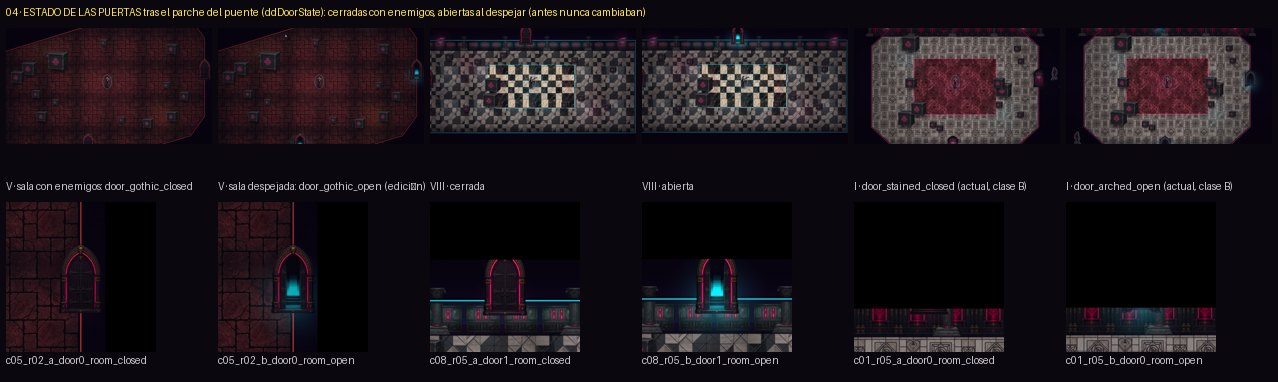 04 · ESTADO DE LAS PUERTAS tras el parche del puente (ddDoorState): cerradas con enemigos, abiertas al despejar (antes nunca cambiaban)
V · sala con enemigos: door_gothic_closed
V · sala despejada: door_gothic_open (edici▯n)
VIII · cerrada
VIII · abierta
I · door_stained_closed (actual, clase B)
I · door_arched_open (actual, clase B)
c05_r02_a_door0_room_closed
c05_r02_b_door0_room_open
c08_r05_a_door1_room_closed
c08_r05_b_door1_room_open
c01_r05_a_door0_room_closed
c01_r05_b_door0_room_open